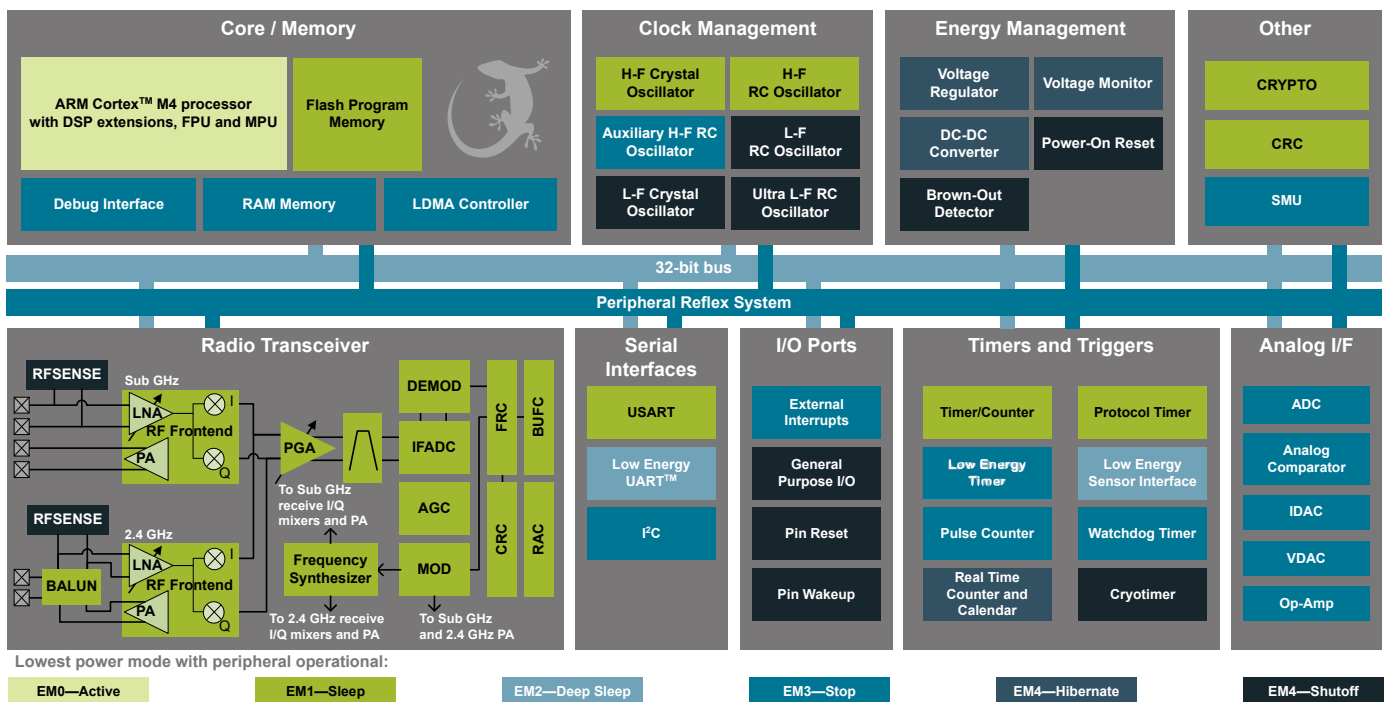 Core / Memory
ARM Cortex™ M4 processor
with DSP extensions, FPU and MPU
Flash Program
Memory
Debug Interface
RAM Memory
LDMA Controller
Clock Management
H-F Crystal
Oscillator
H-F
RC Oscillator
Auxiliary H-F RC
Oscillator
L-F
RC Oscillator
L-F Crystal
Oscillator
Ultra L-F RC
Oscillator
Energy Management
Voltage
Regulator
Voltage Monitor
DC-DC
Converter
Power-On Reset
Brown-Out
Detector
Other
CRYPTO
CRC
SMU
32-bit bus
Peripheral Reflex System
Radio Transceiver
RFSENSE
Sub GHz
LNA
RF Frontend
PA
I
Q
PGA
DEMOD
IFADC
AGC
MOD
FRC
BUFC
CRC
RAC
To Sub GHz
receive I/Q
mixers and PA
RFSENSE
2.4 GHz
LNA
RF Frontend
BALUN
PA
I
Q
Frequency
Synthesizer
To 2.4 GHz receive
I/Q mixers and PA
To Sub GHz
and 2.4 GHz PA
Serial
Interfaces
USART
Low Energy
UART™
I²C
I/O Ports
External
Interrupts
General
Purpose I/O
Pin Reset
Pin Wakeup
Timers and Triggers
Timer/Counter
Protocol Timer
Low Energy
Timer
Low Energy
Sensor Interface
Pulse Counter
Watchdog Timer
Real Time
Counter and
Calendar
Cryotimer
Analog I/F
ADC
Analog
Comparator
IDAC
VDAC
Op-Amp
Lowest power mode with peripheral operational:
EM0—Active
EM1—Sleep
EM2—Deep Sleep
EM3—Stop
EM4—Hibernate
EM4—Shutoff